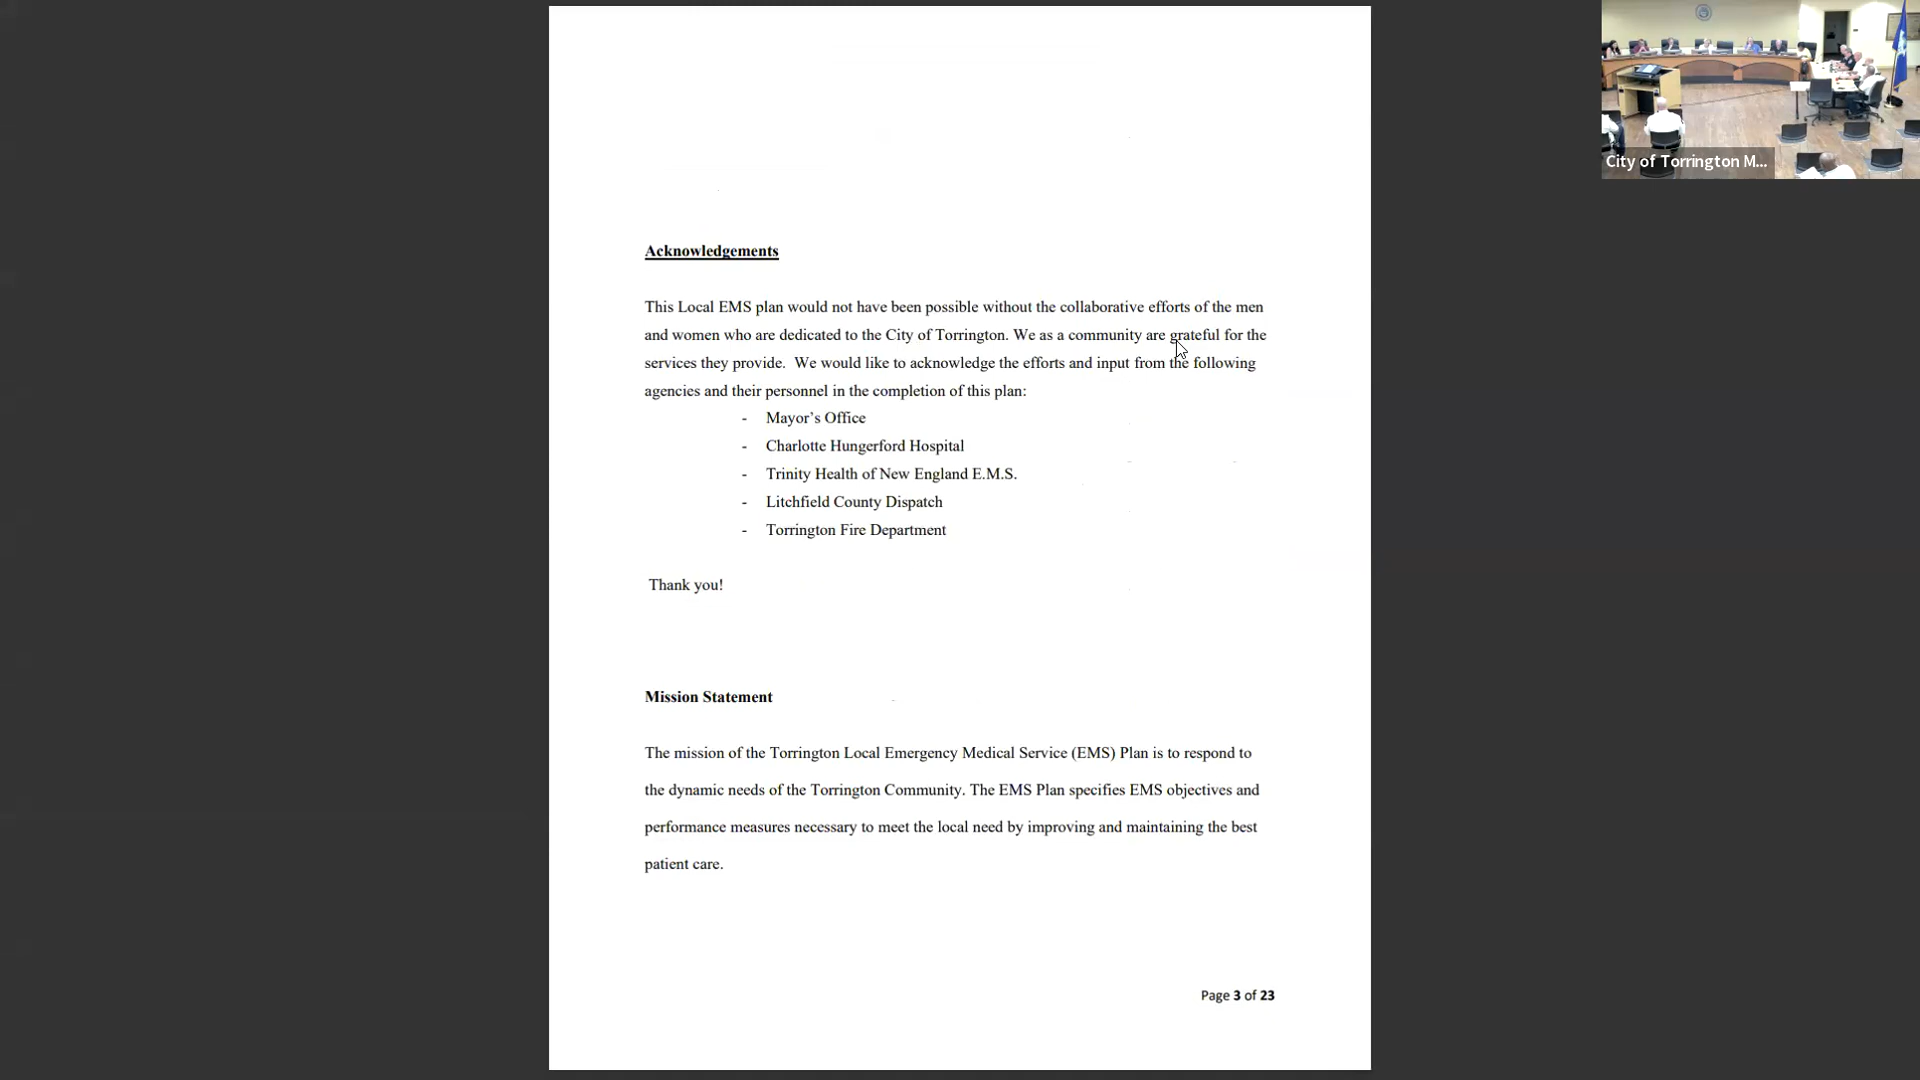 Acknowledgements
This Local EMS plan would not have been possible without the collaborative efforts of the men
and women who are dedicated to the City of Torrington. We as a community are grateful for the
services they provide.  We would like to acknowledge the efforts and input from the following
agencies and their personnel in the completion of this plan:
- Mayor’s Office
- Charlotte Hungerford Hospital
- Trinity Health of New England E.M.S.
- Litchfield County Dispatch
- Torrington Fire Department
Thank you!
Mission Statement
The mission of the Torrington Local Emergency Medical Service (EMS) Plan is to respond to
the dynamic needs of the Torrington Community. The EMS Plan specifies EMS objectives and
performance measures necessary to meet the local need by improving and maintaining the best
patient care.
Page 3 of 23
City of Torrington M...